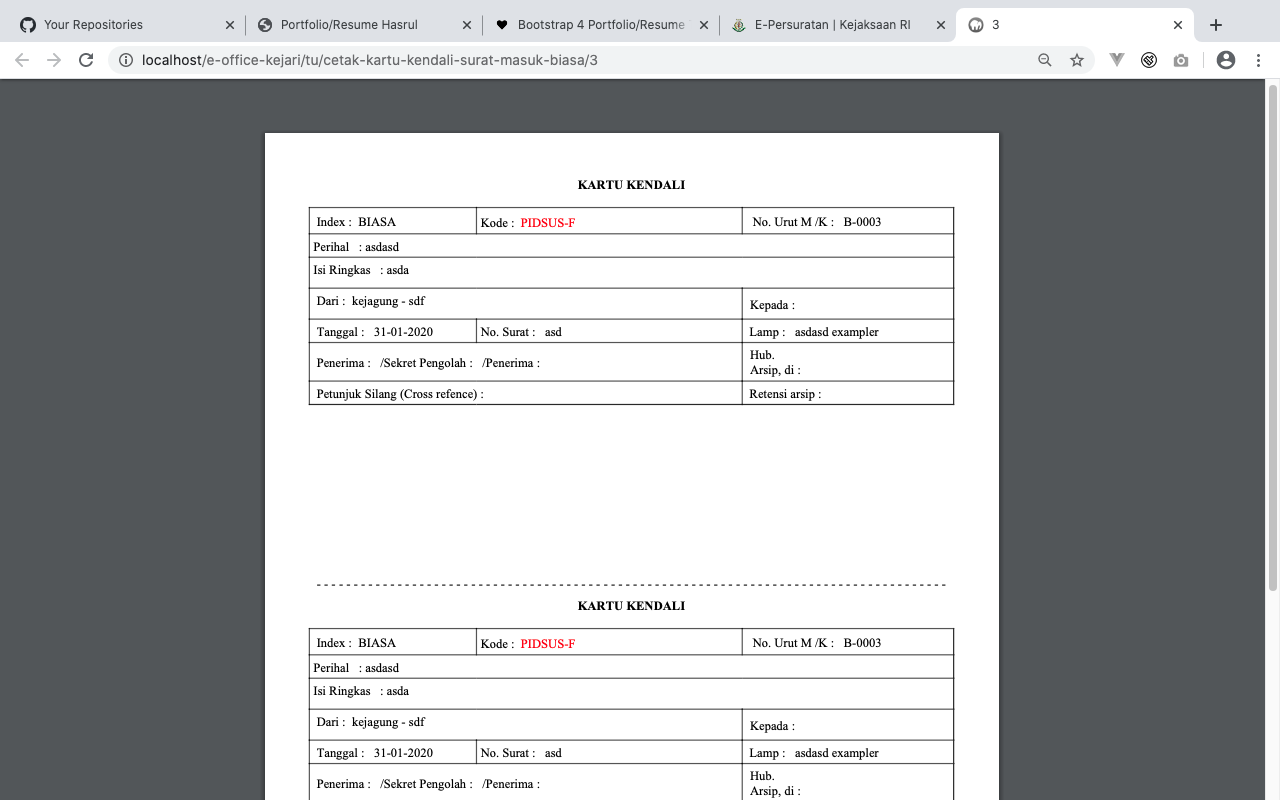 Your Repositories
Portfolio/Resume Hasrul
Bootstrap 4 Portfolio/Resume
E-Persuratan | Kejaksaan RI
3
localhost/e-office-kejari/tu/cetak-kartu-kendali-surat-masuk-biasa/3
KARTU KENDALI
Index : BIASA Kode : PIDSUS-F No. Urut M /K : B-0003
Perihal : asdasd
Isi Ringkas : asda
Dari : kejagung - sdf Kepada :
Tanggal : 31-01-2020 No. Surat : asd Lamp : asdasd exampler
Penerima : /Sekret Pengolah : /Penerima : Hub.
Arsip, di :
Petunjuk Silang (Cross refence) : Retensi arsip :
KARTU KENDALI
Index : BIASA Kode : PIDSUS-F No. Urut M /K : B-0003
Perihal : asdasd
Isi Ringkas : asda
Dari : kejagung - sdf Kepada :
Tanggal : 31-01-2020 No. Surat : asd Lamp : asdasd exampler
Penerima : /Sekret Pengolah : /Penerima : Hub.
Arsip, di :